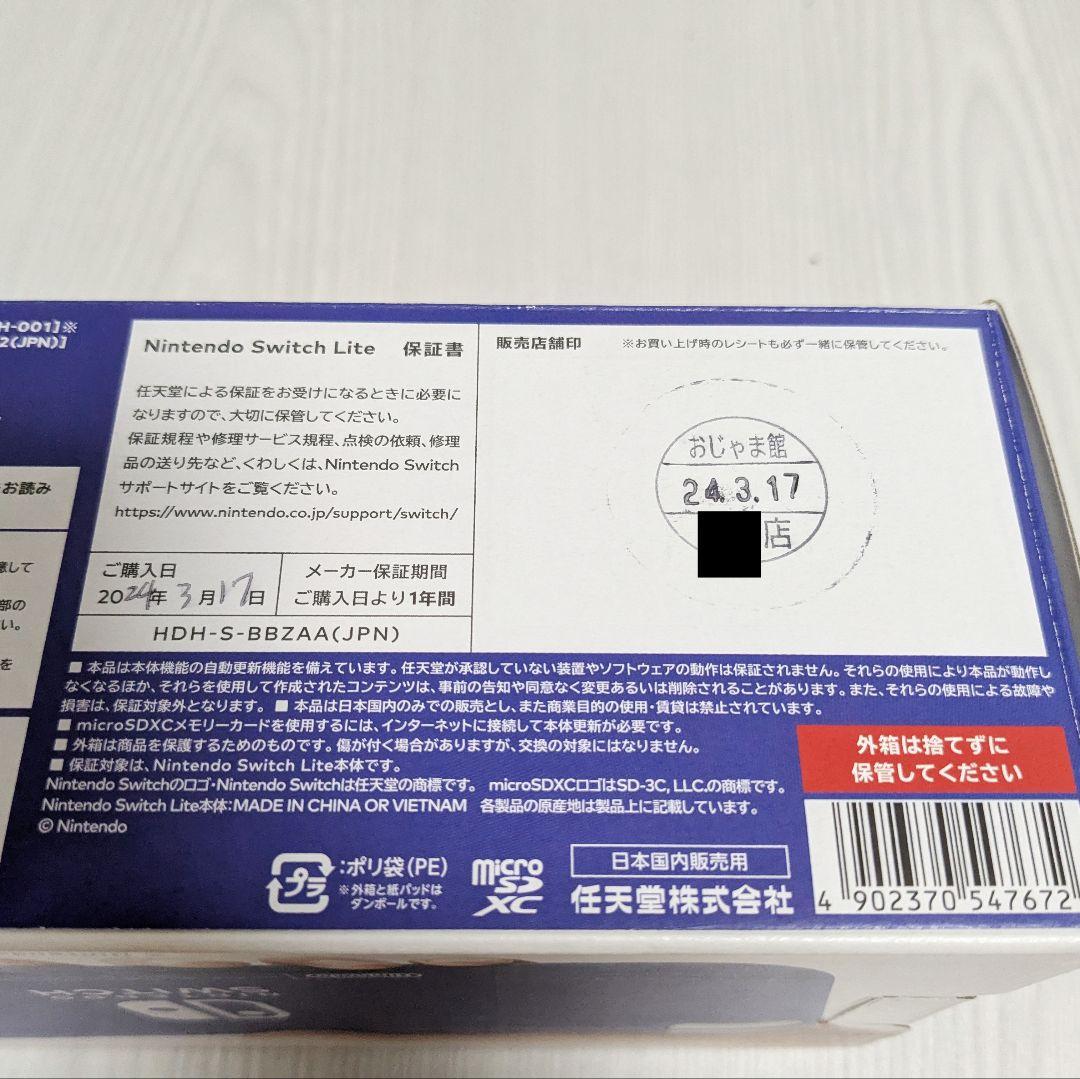 H-001]※
2(JPN)]
お読み
Nintendo Switch Lite 保証書
任天堂による保証をお受けになるときに必要に
なりますので、大切に保管してください。
保証規程や修理サービス規程、点検の依頼、修理
品の送り先など、くわしくは、Nintendo Switch
サポートサイトをご覧ください。
https://www.nintendo.co.jp/support/switch/
ご購入日
2024年 3月17日
メーカー保証期間
ご購入日より1年間
HDH-S-BBZAA(JPN)
販売店舗印 ※お買い上げ時のレシートも必ず一緒に保管してください。
おじゃま館
24.3.17
店
■ 本品は本体機能の自動更新機能を備えています。任天堂が承認していない装置やソフトウェアの動作は保証されません。それらの使用により本品が動作し
なくなるほか、それらを使用して作成されたコンテンツは、事前の告知や同意なく変更あるいは削除されることがあります。また、それらの使用による故障や
損害は、保証対象外となります。 ■ 本品は日本国内のみでの販売とし、また商業目的の使用・賃貸は禁止されています。
■ microSDXCメモリーカードを使用するには、インターネットに接続して本体更新が必要です。
■ 外箱は商品を保護するためのものです。傷が付く場合がありますが、交換の対象にはなりません。
■ 保証対象は、Nintendo Switch Lite本体です。
Nintendo Switchのロゴ・Nintendo Switchは任天堂の商標です。 microSDXCロゴはSD-3C, LLC.の商標です。
Nintendo Switch Lite本体：MADE IN CHINA OR VIETNAM 各製品の原産地は製品上に記載しています。
© Nintendo
外箱は捨てずに
保管してください
プラ
:ポリ袋(PE)
※外箱と紙パッドは
ダンボールです。
micro
SD
XC
日本国内販売用
任天堂株式会社
4 902370 547672